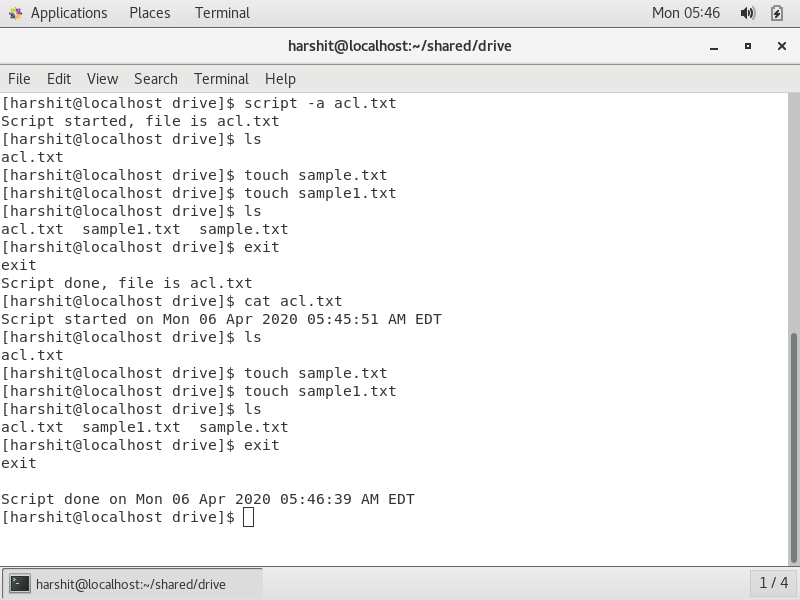 Applications Places Terminal Mon 05:46
harshit@localhost:~/shared/drive
File Edit View Search Terminal Help
[harshit@localhost drive]$ script -a acl.txt
Script started, file is acl.txt
[harshit@localhost drive]$ ls
acl.txt
[harshit@localhost drive]$ touch sample.txt
[harshit@localhost drive]$ touch sample1.txt
[harshit@localhost drive]$ ls
acl.txt  sample1.txt  sample.txt
[harshit@localhost drive]$ exit
exit
Script done, file is acl.txt
[harshit@localhost drive]$ cat acl.txt
Script started on Mon 06 Apr 2020 05:45:51 AM EDT
[harshit@localhost drive]$ ls
acl.txt
[harshit@localhost drive]$ touch sample.txt
[harshit@localhost drive]$ touch sample1.txt
[harshit@localhost drive]$ ls
acl.txt  sample1.txt  sample.txt
[harshit@localhost drive]$ exit
exit

Script done on Mon 06 Apr 2020 05:46:39 AM EDT
[harshit@localhost drive]$
harshit@localhost:~/shared/drive 1 / 4